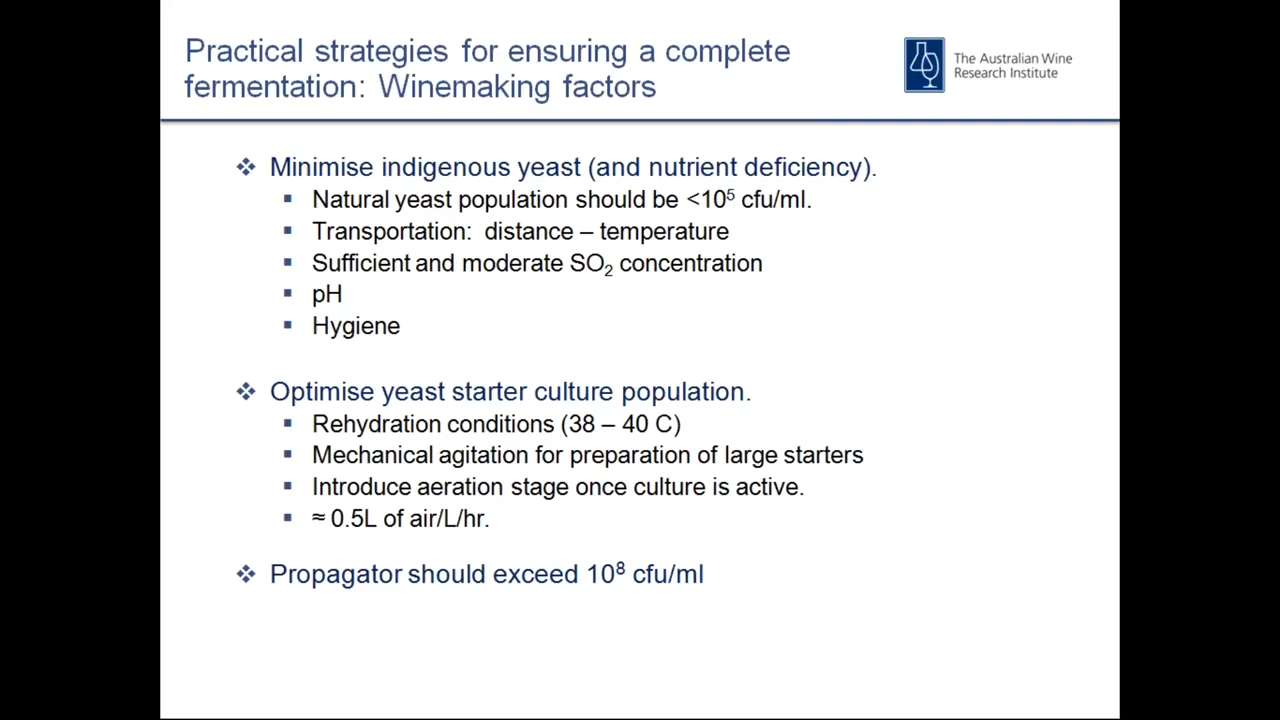 Practical strategies for ensuring a complete
fermentation: Winemaking factors
The Australian Wine
Research Institute
❖ Minimise indigenous yeast (and nutrient deficiency).
▪ Natural yeast population should be <10⁵ cfu/ml.
▪ Transportation: distance – temperature
▪ Sufficient and moderate SO₂ concentration
▪ pH
▪ Hygiene
❖ Optimise yeast starter culture population.
▪ Rehydration conditions (38 – 40 C)
▪ Mechanical agitation for preparation of large starters
▪ Introduce aeration stage once culture is active.
▪ ≈ 0.5L of air/L/hr.
❖ Propagator should exceed 10⁸ cfu/ml